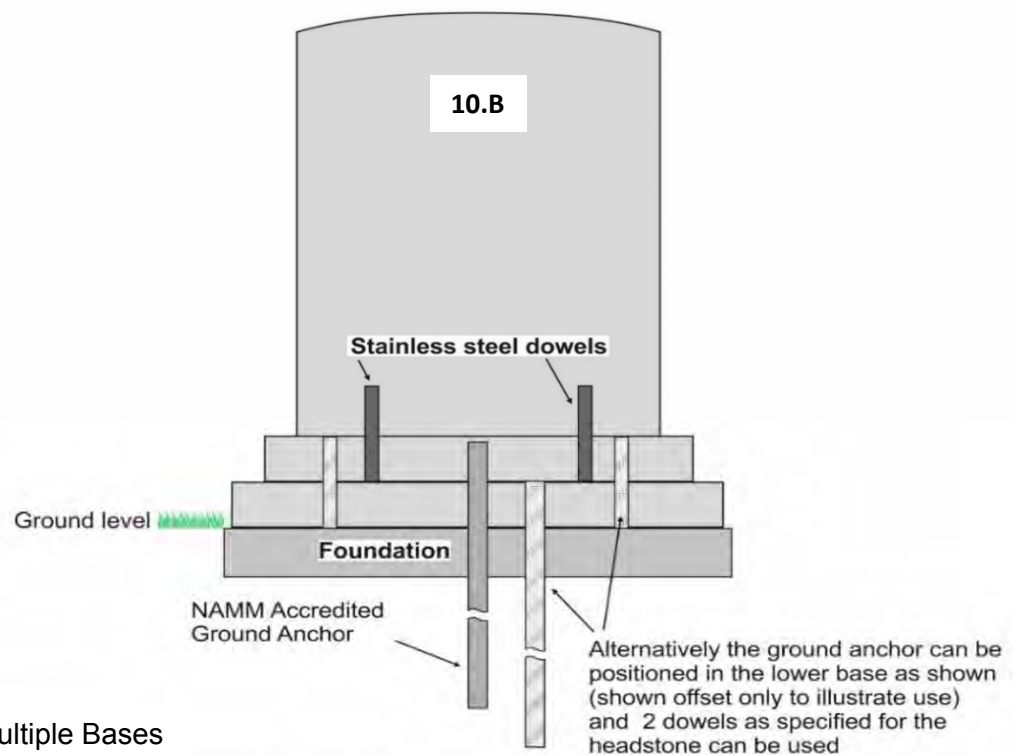 10.B
Stainless steel dowels
Ground level
Foundation
NAMM Accredited
Ground Anchor
Alternatively the ground anchor can be
positioned in the lower base as shown
(shown offset only to illustrate use)
and 2 dowels as specified for the
headstone can be used
ultiple Bases